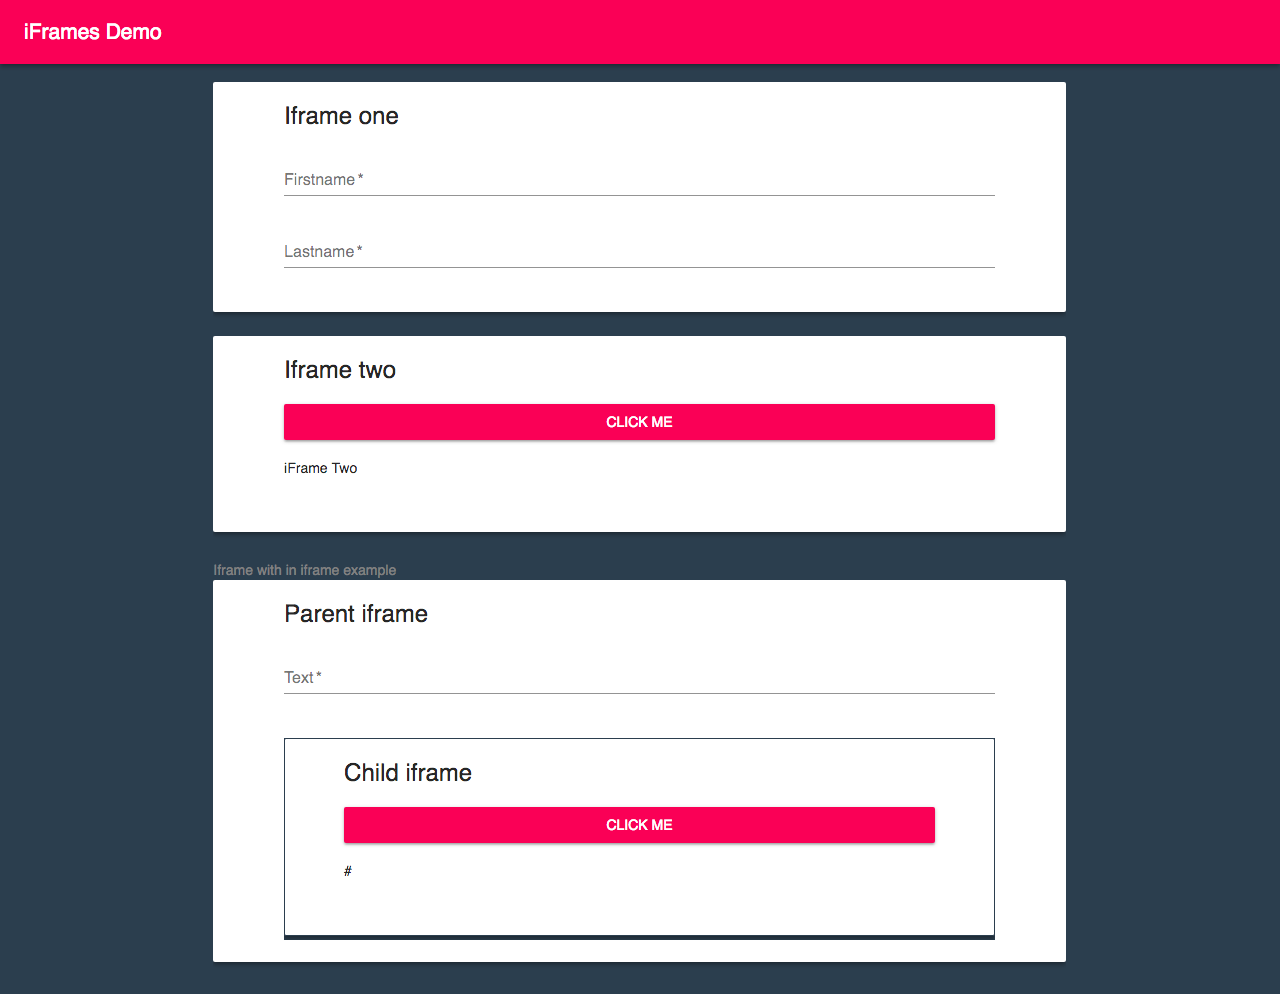 iFrames Demo
Iframe one
Firstname *
Lastname *
Iframe two
CLICK ME
iFrame Two
Iframe with in iframe example
Parent iframe
Text *
Child iframe
CLICK ME
#